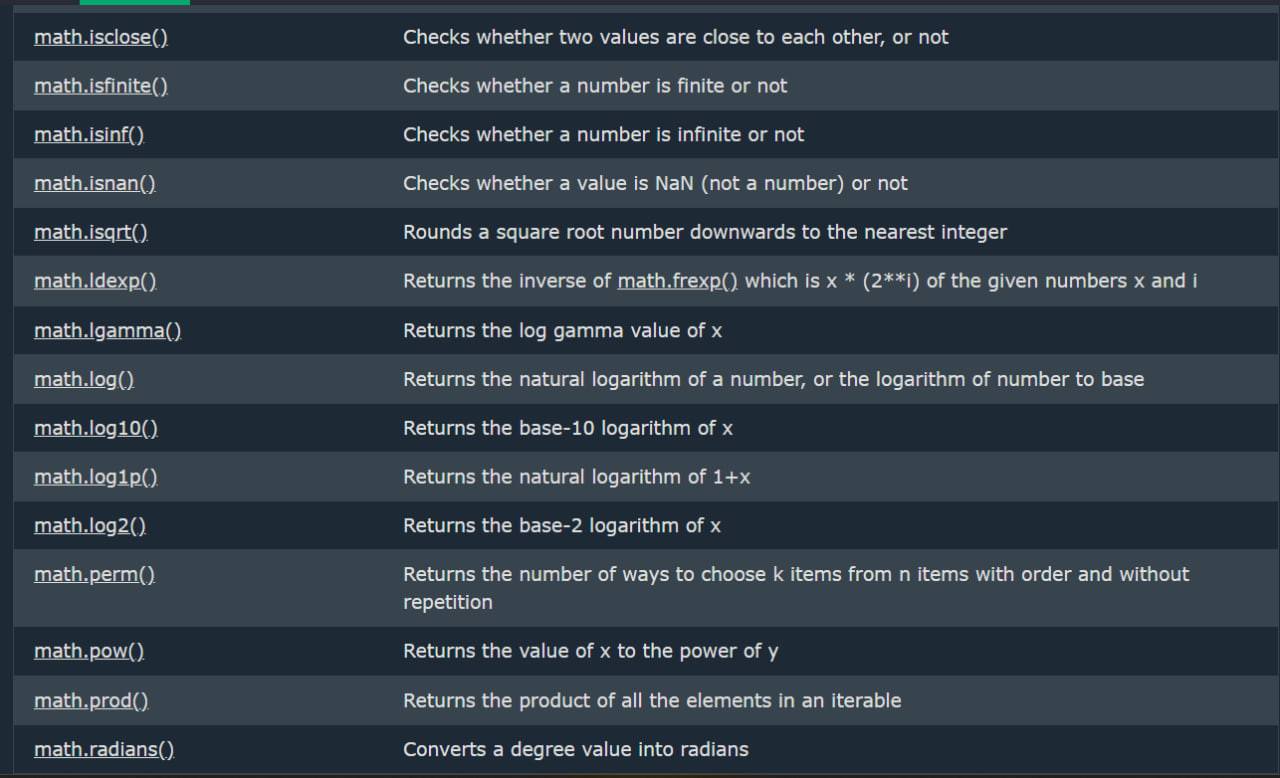 math.isclose() Checks whether two values are close to each other, or not
math.isfinite() Checks whether a number is finite or not
math.isinf() Checks whether a number is infinite or not
math.isnan() Checks whether a value is NaN (not a number) or not
math.isqrt() Rounds a square root number downwards to the nearest integer
math.ldexp() Returns the inverse of math.frexp() which is x * (2**i) of the given numbers x and i
math.lgamma() Returns the log gamma value of x
math.log() Returns the natural logarithm of a number, or the logarithm of number to base
math.log10() Returns the base-10 logarithm of x
math.log1p() Returns the natural logarithm of 1+x
math.log2() Returns the base-2 logarithm of x
math.perm() Returns the number of ways to choose k items from n items with order and without
repetition
math.pow() Returns the value of x to the power of y
math.prod() Returns the product of all the elements in an iterable
math.radians() Converts a degree value into radians